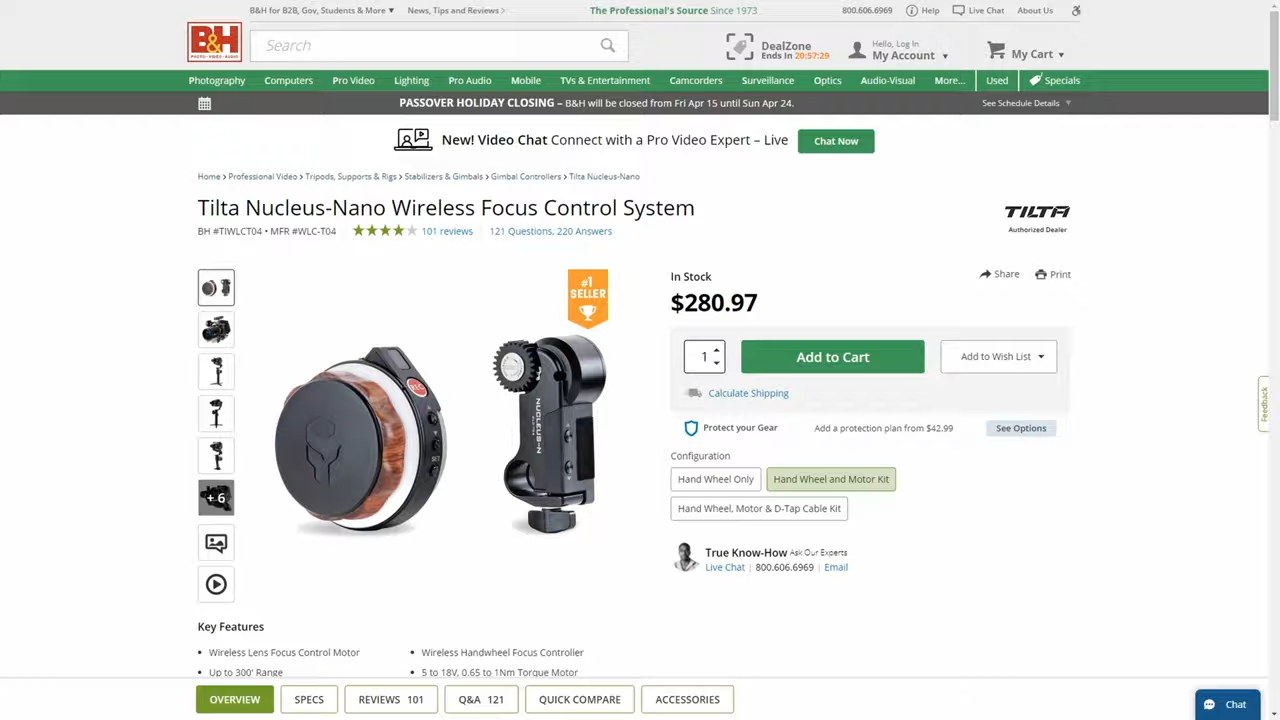 B&H for B2B, Gov, Students & More
News, Tips and Reviews
The Professional's Source Since 1973
800.606.6969
Help
Live Chat
About Us
B&H
PHOTO • VIDEO • AUDIO
Search
DealZone
Ends In 20:57:29
Hello, Log In
My Account
My Cart
Photography
Computers
Pro Video
Lighting
Pro Audio
Mobile
TVs & Entertainment
Camcorders
Surveillance
Optics
Audio-Visual
More...
Used
Specials
PASSOVER HOLIDAY CLOSING – B&H will be closed from Fri Apr 15 until Sun Apr 24.
See Schedule Details
New! Video Chat Connect with a Pro Video Expert – Live
Chat Now
Home > Professional Video > Tripods, Supports & Rigs > Stabilizers & Gimbals > Gimbal Controllers > Tilta Nucleus-Nano
Tilta Nucleus-Nano Wireless Focus Control System
BH #TIWLCT04 • MFR #WLC-T04
101 reviews
121 Questions, 220 Answers
TILTA
Authorized Dealer
#1
SELLER
REC
SET
NUCLEUS-N
+ 6
In Stock
Share
Print
$280.97
1
Add to Cart
Add to Wish List
Calculate Shipping
Protect your Gear
Add a protection plan from $42.99
See Options
Feedback
Configuration
Hand Wheel Only
Hand Wheel and Motor Kit
Hand Wheel, Motor & D-Tap Cable Kit
True Know-How Ask Our Experts
Live Chat | 800.606.6969 | Email
Key Features
• Wireless Lens Focus Control Motor
• Wireless Handwheel Focus Controller
• Up to 300' Range
• 5 to 18V, 0.65 to 1Nm Torque Motor
OVERVIEW
SPECS
REVIEWS 101
Q&A 121
QUICK COMPARE
ACCESSORIES
Chat